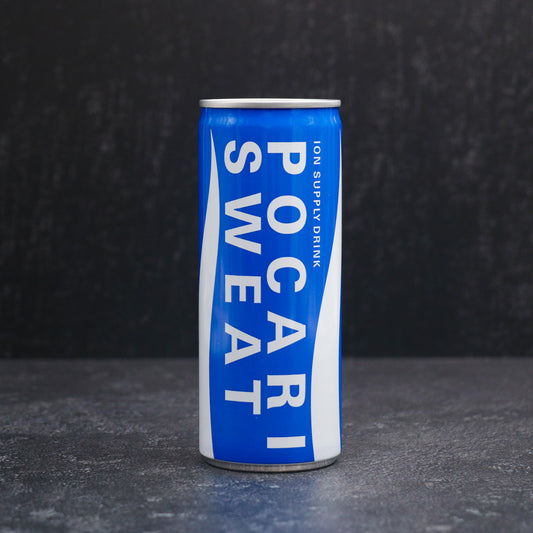 ION SUPPLY DRINK
POCARI
SWEAT